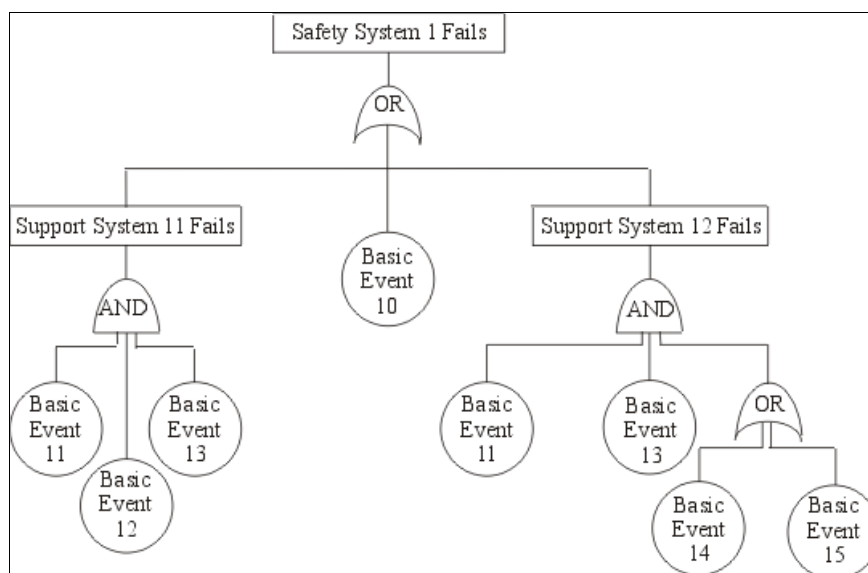 Safety System 1 Fails
OR
Support System 11 Fails
Support System 12 Fails
Basic
Event
10
AND
AND
Basic
Event
11
Basic
Event
12
Basic
Event
13
Basic
Event
11
Basic
Event
13
OR
Basic
Event
14
Basic
Event
15